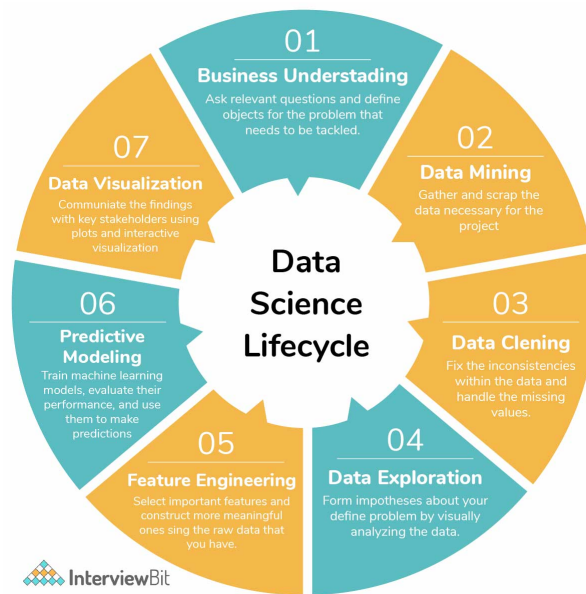 01
Business Understading
Ask relevant questions and define
objects for the problem that
needs to be tackled.
02
Data Mining
Gather and scrap the
data necessary for the
project
03
Data Clening
Fix the inconsistencies
within the data and
handle the missing
values.
04
Data Exploration
Form impotheses about your
define problem by visually
analyzing the data.
05
Feature Engineering
Select important features and
construct more meaningful
ones sing the raw data that
you have.
06
Predictive
Modeling
Train machine learning
models, evaluate their
performance, and use
them to make
predictions
07
Data Visualization
Communiate the findings
with key stakeholders using
plots and interactive
visualization
Data
Science
Lifecycle
InterviewBit